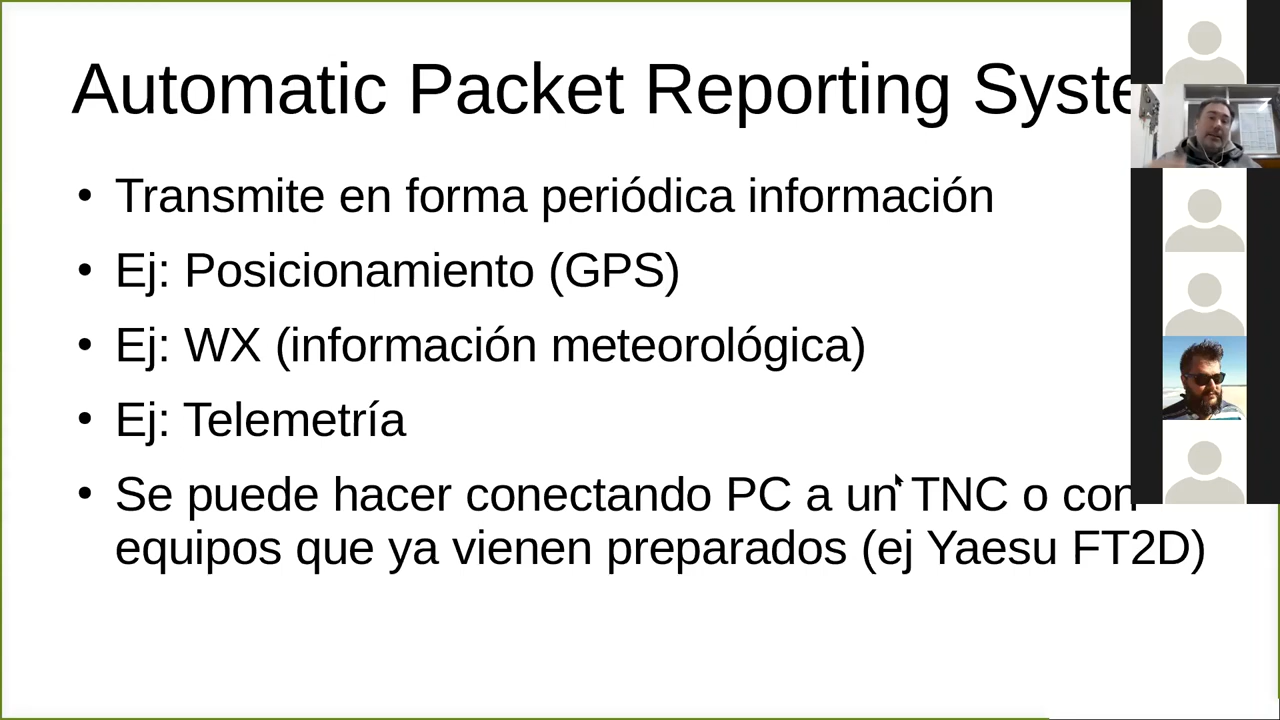 Automatic Packet Reporting Syste
• Transmite en forma periódica información
• Ej: Posicionamiento (GPS)
• Ej: WX (información meteorológica)
• Ej: Telemetría
• Se puede hacer conectando PC a un TNC o con
equipos que ya vienen preparados (ej Yaesu FT2D)